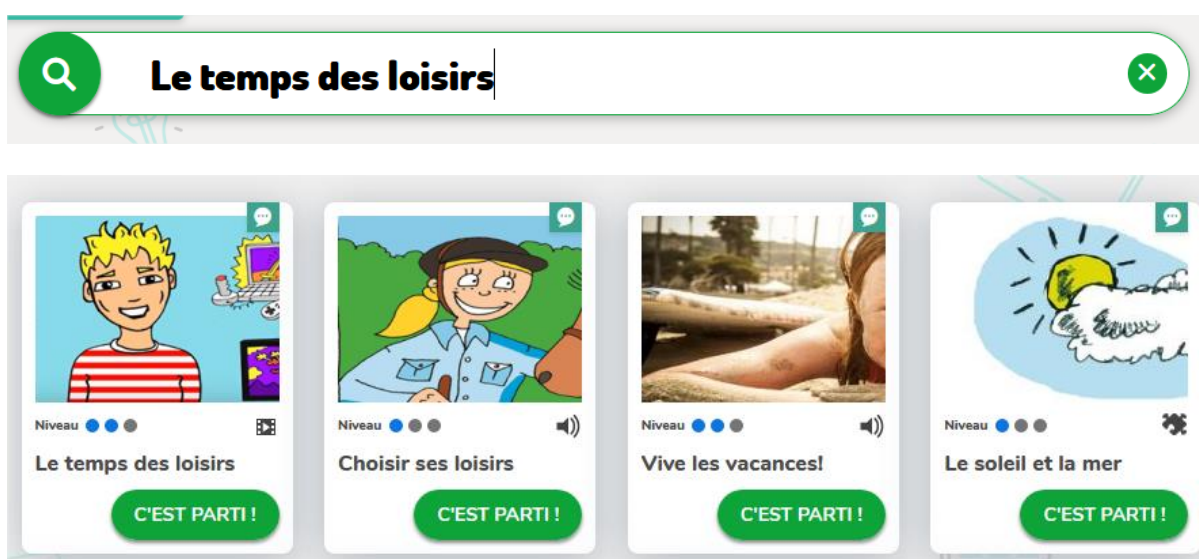 Le temps des loisirs
Niveau
Le temps des loisirs
C'EST PARTI !
Niveau
Choisir ses loisirs
C'EST PARTI !
Niveau
Vive les vacances!
C'EST PARTI !
Niveau
Le soleil et la mer
C'EST PARTI !